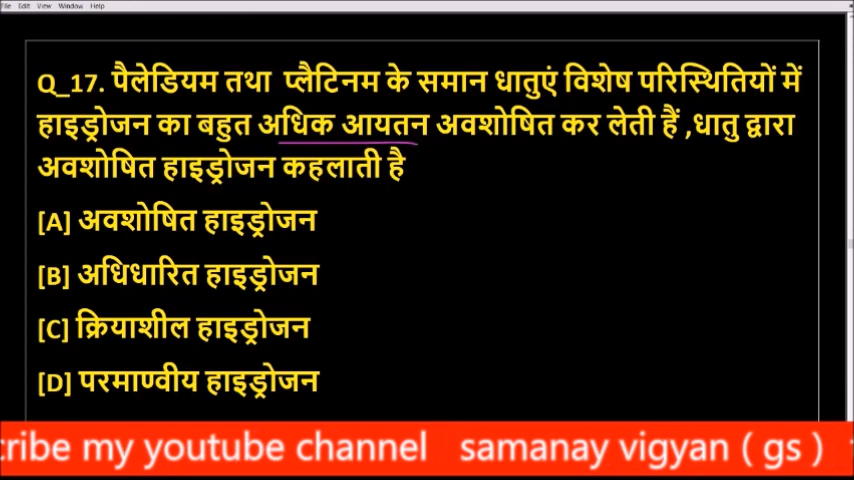 File Edit View Window Help
Q_17. पैलेडियम तथा प्लैटिनम के समान धातुएं विशेष परिस्थितियों में
हाइड्रोजन का बहुत अधिक आयतन अवशोषित कर लेती हैं ,धातु द्वारा
अवशोषित हाइड्रोजन कहलाती है
[A] अवशोषित हाइड्रोजन
[B] अधिधारित हाइड्रोजन
[C] क्रियाशील हाइड्रोजन
[D] परमाण्वीय हाइड्रोजन
cribe my youtube channel samanay vigyan ( gs )